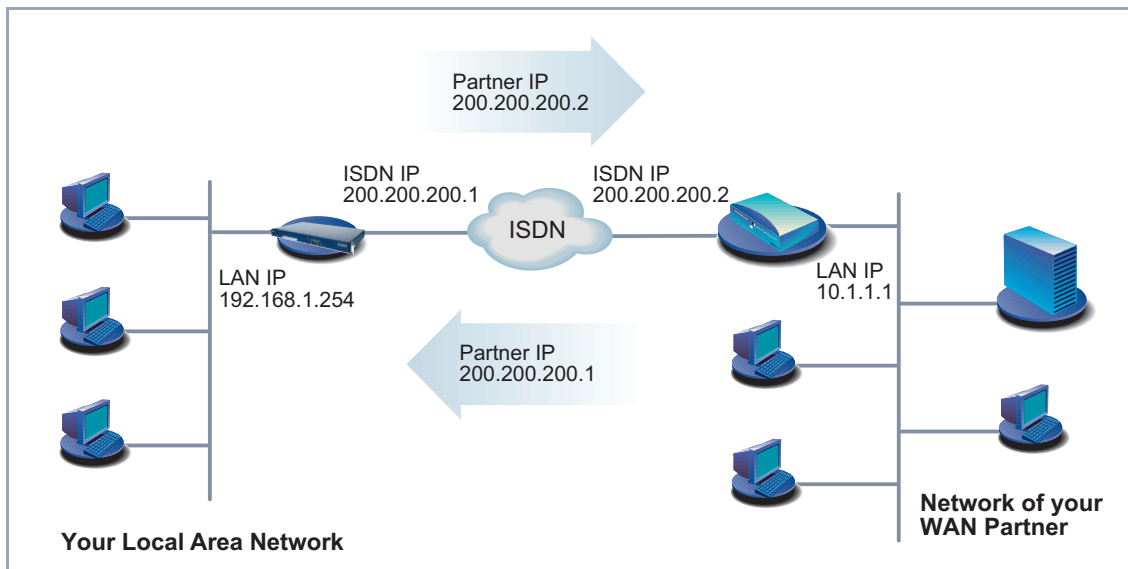 Partner IP
200.200.200.2
ISDN IP
200.200.200.1
ISDN IP
200.200.200.2
ISDN
LAN IP
192.168.1.254
LAN IP
10.1.1.1
Partner IP
200.200.200.1
Your Local Area Network
Network of your
WAN Partner